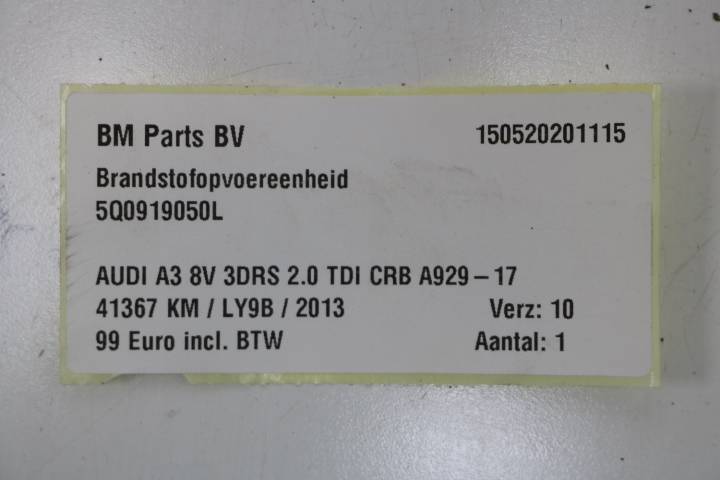 BM Parts BV 150520201115
Brandstofopvoereenheid
5Q0919050L
AUDI A3 8V 3DRS 2.0 TDI CRB A929-17
41367 KM / LY9B / 2013 Verz: 10
99 Euro incl. BTW Aantal: 1